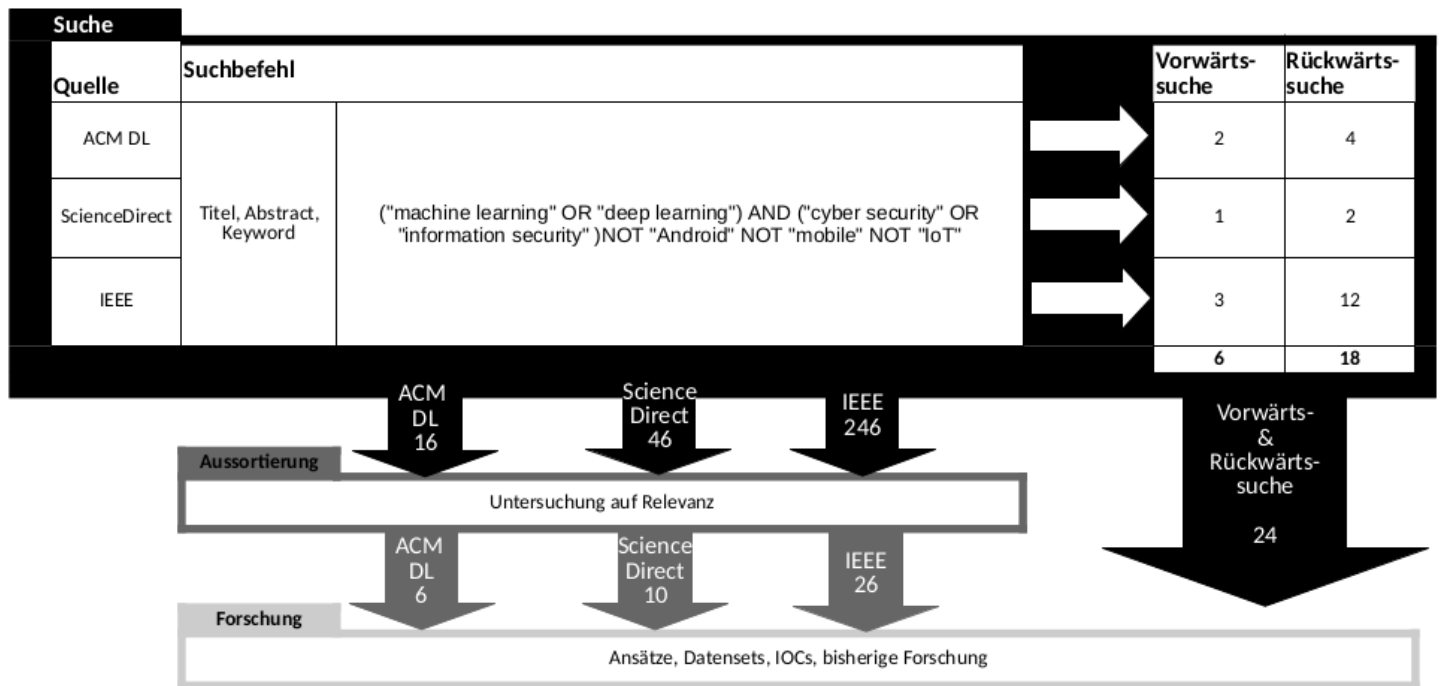 Suche
Quelle
Suchbefehl
Vorwärts-
suche
Rückwärts-
suche
ACM DL
ScienceDirect
IEEE
Titel, Abstract,
Keyword
("machine learning" OR "deep learning") AND ("cyber security" OR
"information security" )NOT "Android" NOT "mobile" NOT "IoT"
2
4
1
2
3
12
6
18
ACM
DL
16
Science
Direct
46
IEEE
246
Vorwärts-
&
Rückwärts-
suche
24
Aussortierung
Untersuchung auf Relevanz
ACM
DL
6
Science
Direct
10
IEEE
26
Forschung
Ansätze, Datensets, IOCs, bisherige Forschung